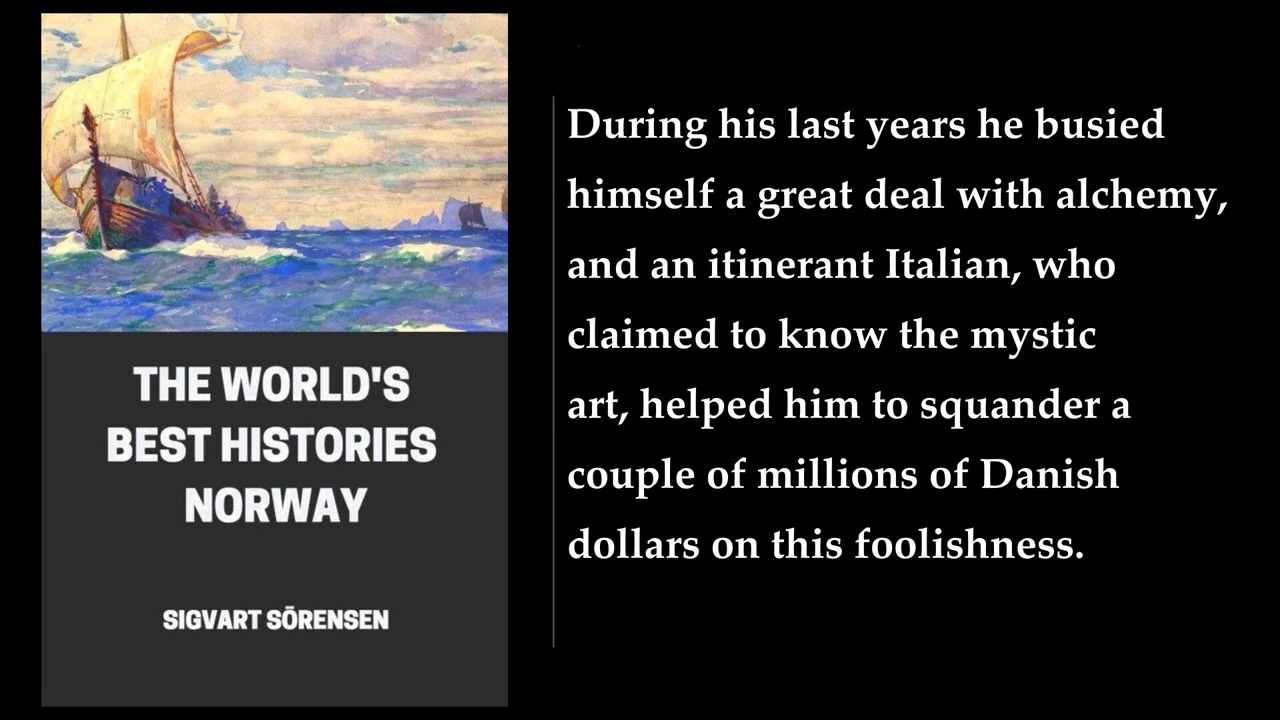 THE WORLD'S
BEST HISTORIES
NORWAY
SIGVART SÖRENSEN
During his last years he busied
himself a great deal with alchemy,
and an itinerant Italian, who
claimed to know the mystic
art, helped him to squander a
couple of millions of Danish
dollars on this foolishness.